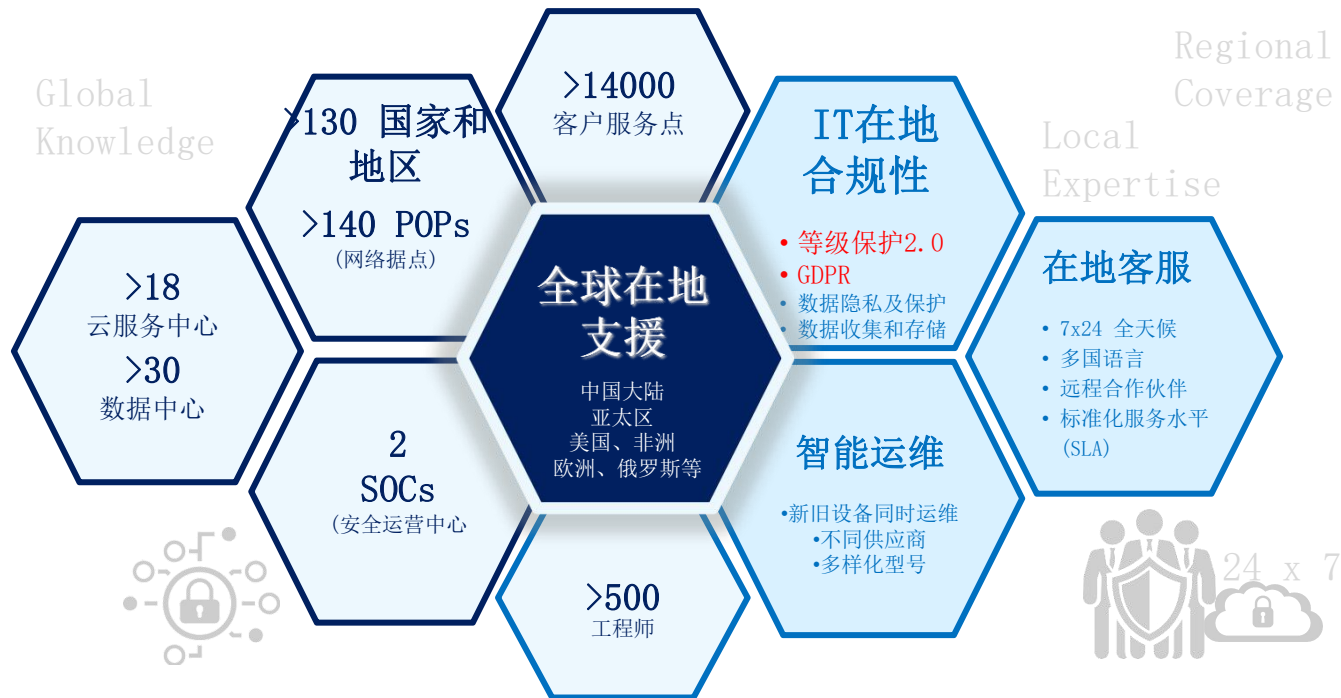 Global
Knowledge
Regional
Coverage
Local
Expertise
>14000
客户服务点
>130 国家和
地区
>140 POPs
(网络据点)
>18
云服务中心
>30
数据中心
2
SOCs
(安全运营中心
全球在地
支援
中国大陆
亚太区
美国、非洲
欧洲、俄罗斯等
>500
工程师
IT在地
合规性
• 等级保护2.0
• GDPR
• 数据隐私及保护
• 数据收集和存储
在地客服
• 7x24 全天候
• 多国语言
• 远程合作伙伴
• 标准化服务水平
(SLA)
智能运维
•新旧设备同时运维
•不同供应商
•多样化型号
24 x 7